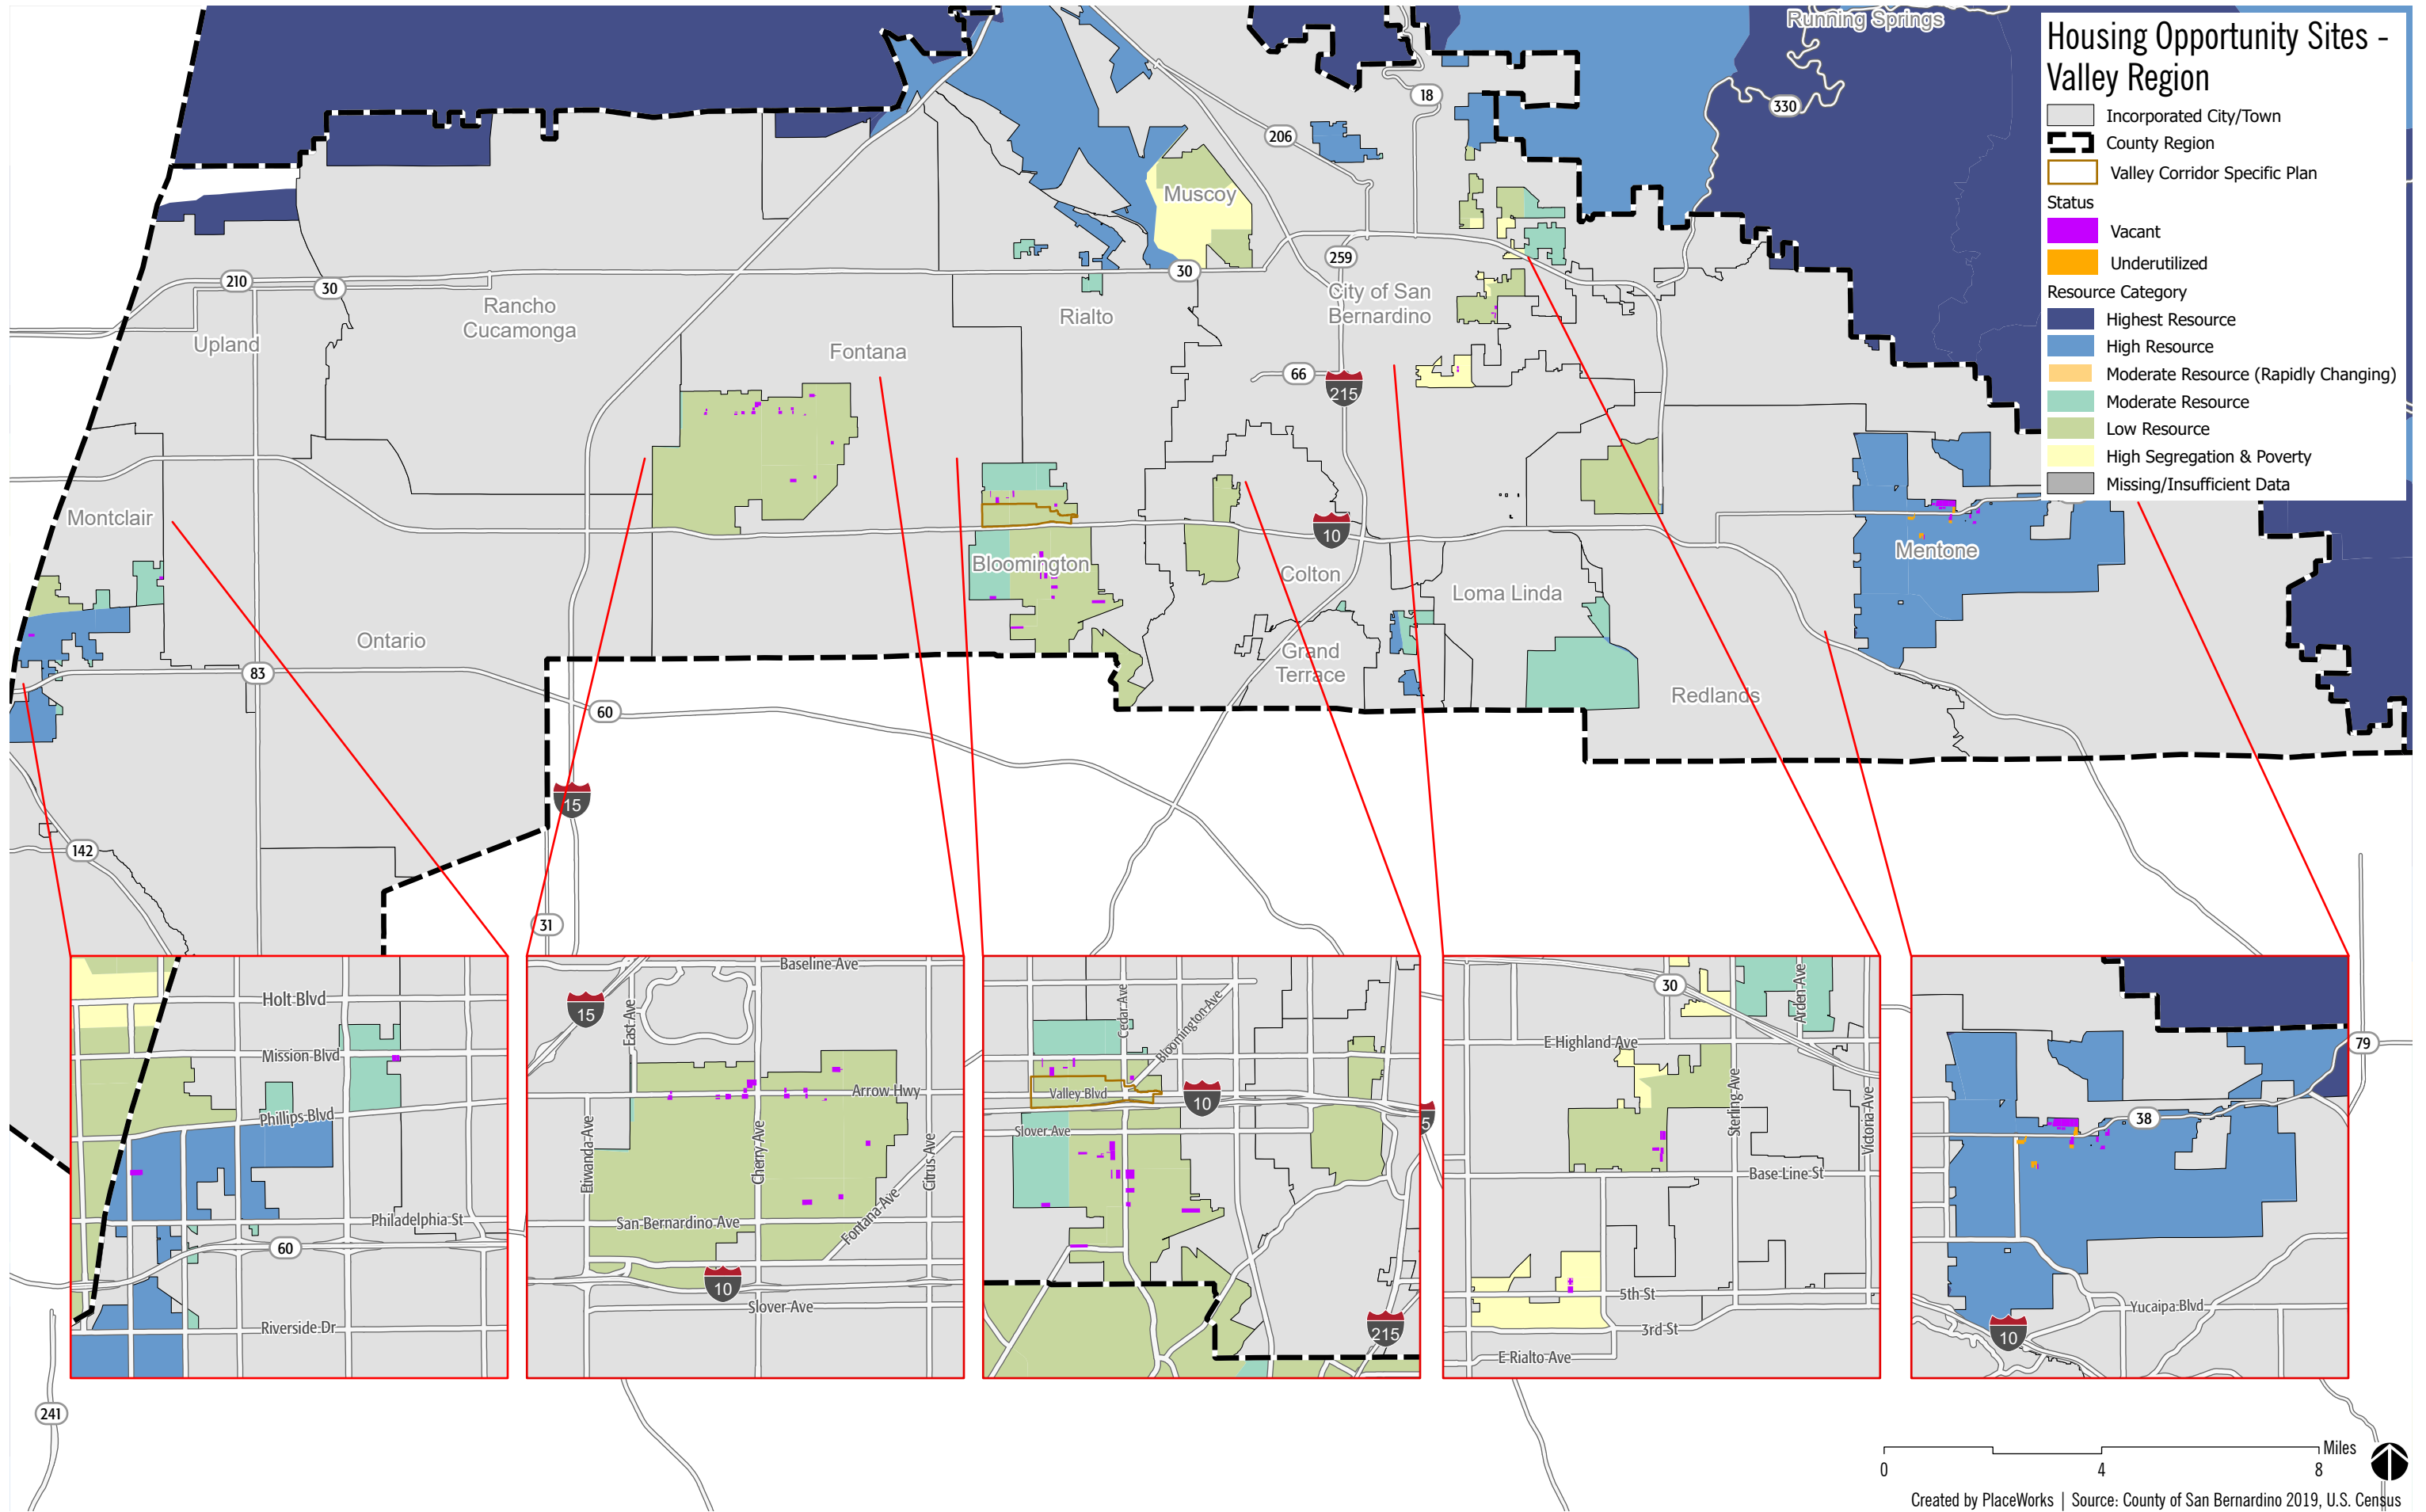 Running Springs
Housing Opportunity Sites -
Valley Region
Incorporated City/Town
County Region
Valley Corridor Specific Plan
Status
Vacant
Underutilized
Resource Category
Highest Resource
High Resource
Moderate Resource (Rapidly Changing)
Moderate Resource
Low Resource
High Segregation & Poverty
Missing/Insufficient Data
18
330
206
Muscoy
259
30
210
30
City of San
Bernardino
Rancho
Cucamonga
Rialto
Upland
Fontana
66
215
Montclair
10
Mentone
Bloomington
Colton
Loma Linda
Ontario
Grand
Terrace
83
Redlands
60
15
142
31
Holt Blvd
Mission Blvd
Phillips Blvd
Philadelphia St
60
Riverside Dr
Baseline Ave
15
East Ave
Arrow Hwy
Etiwanda Ave
Cherry Ave
Citrus Ave
San Bernardino Ave
Fontana Ave
10
Slover Ave
Cedar Ave
Bloomington Ave
Valley Blvd
10
Slover Ave
5
215
30
Arden Ave
E Highland Ave
Sterling Ave
Victoria Ave
Base Line St
5th St
3rd St
E Rialto Ave
38
Yucaipa Blvd
10
79
241
Miles
0 4 8
Created by PlaceWorks | Source: County of San Bernardino 2019, U.S. Census